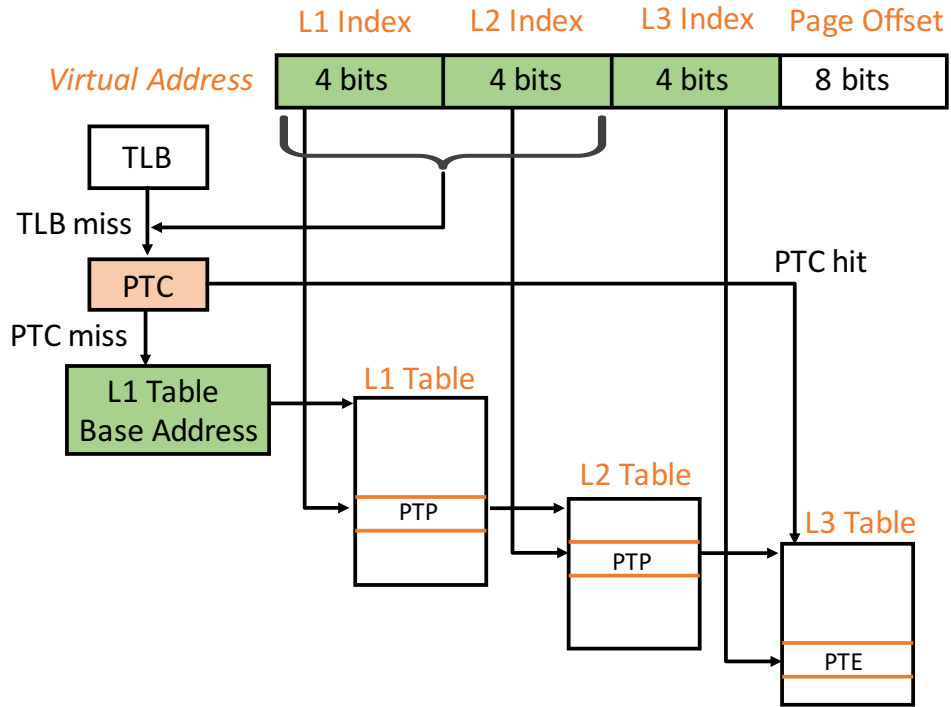 L1 Index L2 Index L3 Index Page Offset
Virtual Address 4 bits 4 bits 4 bits 8 bits
TLB
TLB miss
PTC hit
PTC
PTC miss
L1 Table
Base Address
L1 Table
PTP
L2 Table
PTP
L3 Table
PTE